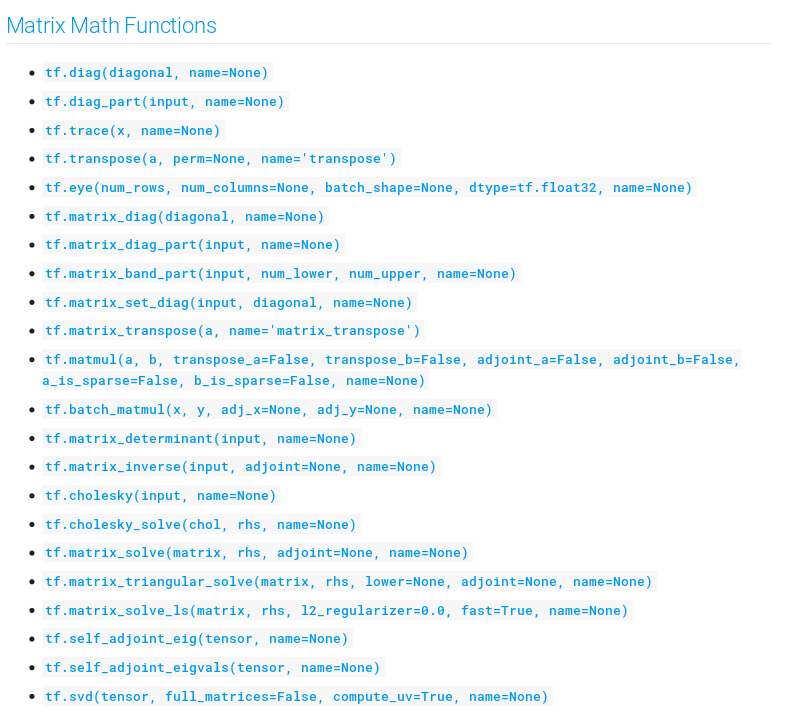 Matrix Math Functions
tf.diag(diagonal, name=None)
tf.diag_part(input, name=None)
tf.trace(x, name=None)
tf.transpose(a, perm=None, name='transpose')
tf.eye(num_rows, num_columns=None, batch_shape=None, dtype=tf.float32, name=None)
tf.matrix_diag(diagonal, name=None)
tf.matrix_diag_part(input, name=None)
tf.matrix_band_part(input, num_lower, num_upper, name=None)
tf.matrix_set_diag(input, diagonal, name=None)
tf.matrix_transpose(a, name='matrix_transpose')
tf.matmul(a, b, transpose_a=False, transpose_b=False, adjoint_a=False, adjoint_b=False,
a_is_sparse=False, b_is_sparse=False, name=None)
tf.batch_matmul(x, y, adj_x=None, adj_y=None, name=None)
tf.matrix_determinant(input, name=None)
tf.matrix_inverse(input, adjoint=None, name=None)
tf.cholesky(input, name=None)
tf.cholesky_solve(chol, rhs, name=None)
tf.matrix_solve(matrix, rhs, adjoint=None, name=None)
tf.matrix_triangular_solve(matrix, rhs, lower=None, adjoint=None, name=None)
tf.matrix_solve_ls(matrix, rhs, l2_regularizer=0.0, fast=True, name=None)
tf.self_adjoint_eig(tensor, name=None)
tf.self_adjoint_eigvals(tensor, name=None)
tf.svd(tensor, full_matrices=False, compute_uv=True, name=None)